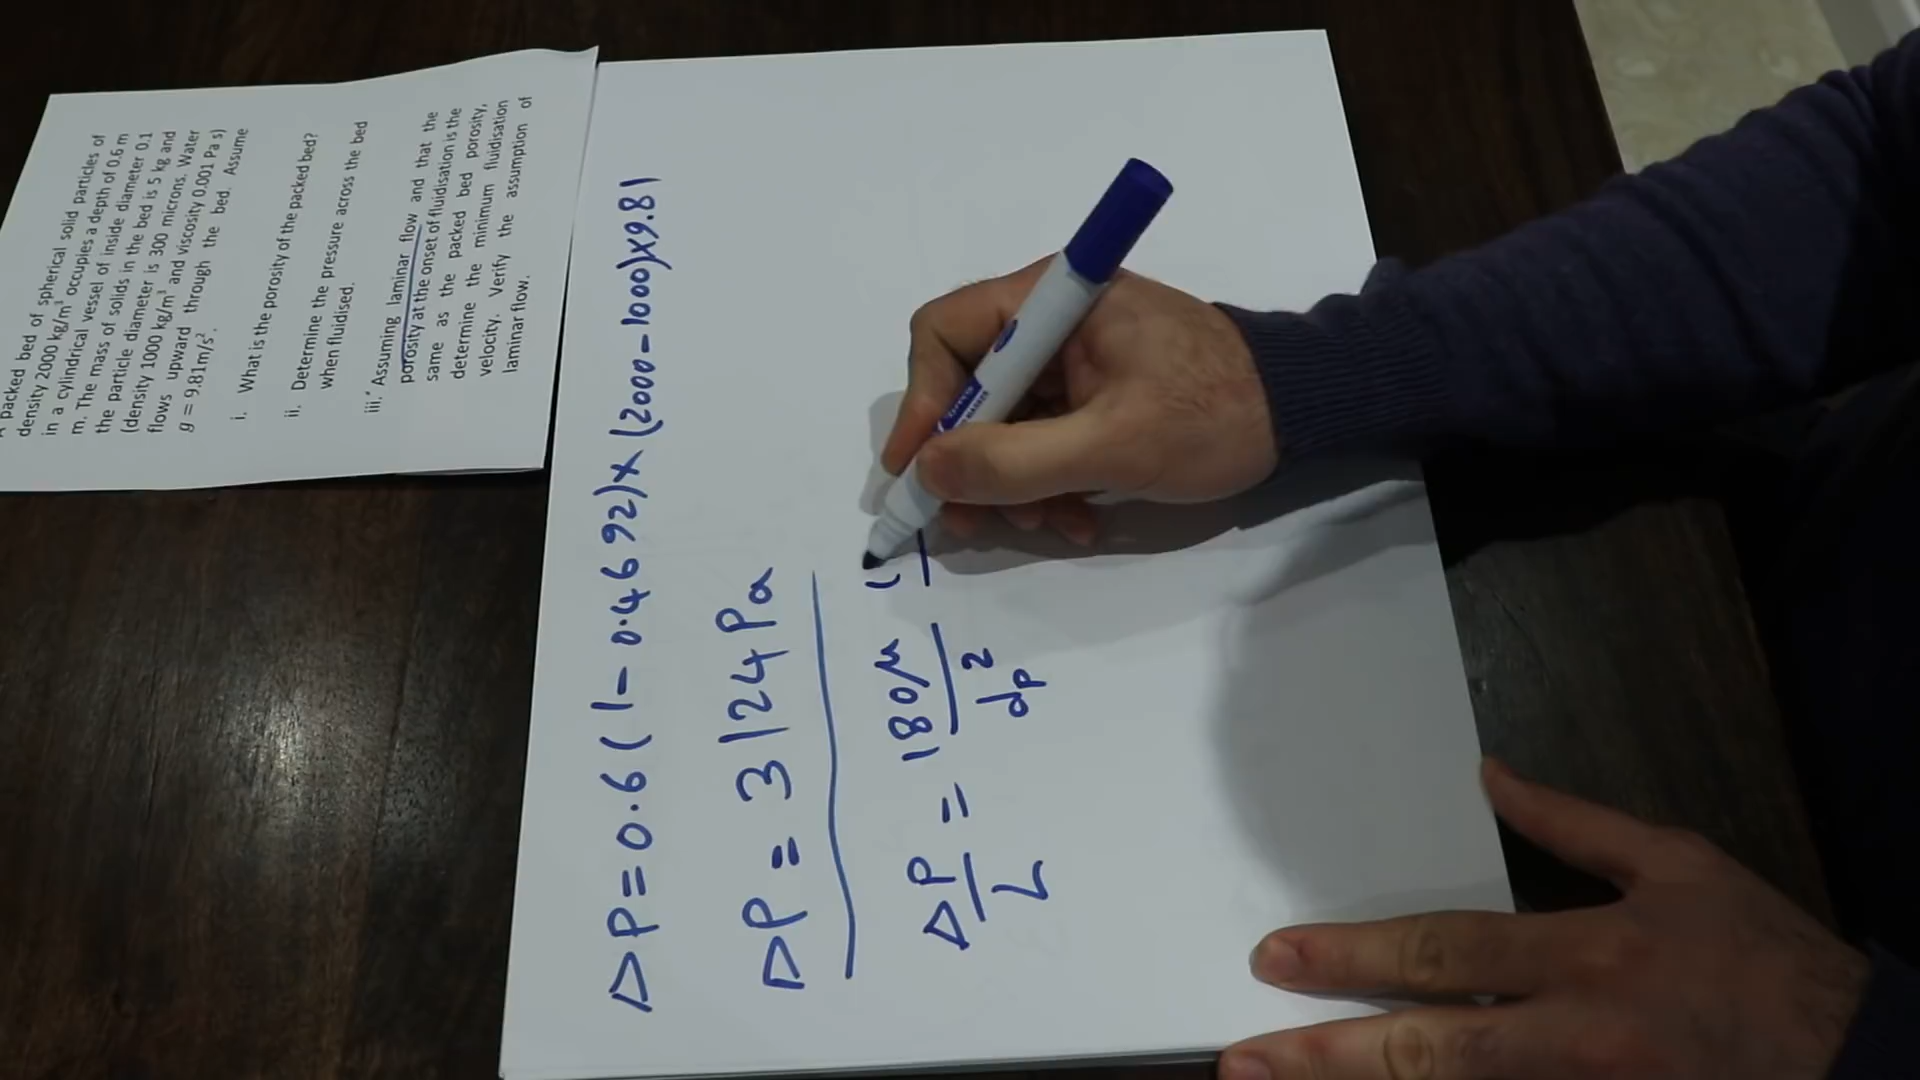 packed bed of spherical solid particles of
density 2000 kg/m³ occupies a depth of 0.6 m
in a cylindrical vessel of inside diameter 0.1
m. The mass of solids in the bed is 5 kg and
the particle diameter is 300 microns. Water
(density 1000 kg/m³ and viscosity 0.001 Pa s)
flows upward through the bed. Assume
g = 9.81m/s².
i. What is the porosity of the packed bed?
ii. Determine the pressure across the bed
when fluidised.
iii. Assuming laminar flow and that the
porosity at the onset of fluidisation is the
same as the packed bed porosity,
determine the minimum fluidisation
velocity. Verify the assumption of
laminar flow.
ΔP=0.6(1-0.4692)x(2000-1000)x9.81
ΔP = 3124Pa
ΔP/L = 180μ/dp² (